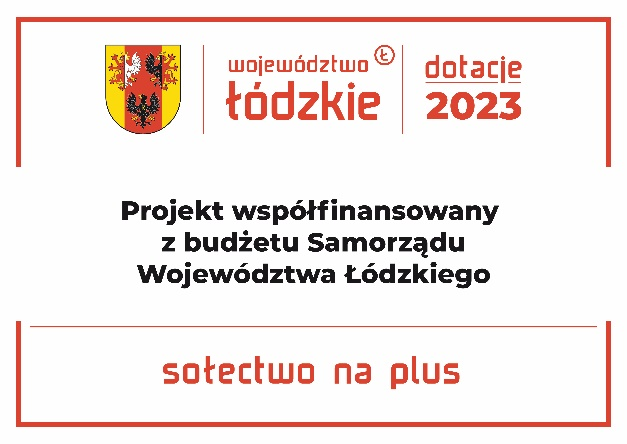 województwo Ł
łódzkie
dotacje
2023
Projekt współfinansowany
z budżetu Samorządu
Województwa Łódzkiego
sołectwo na plus